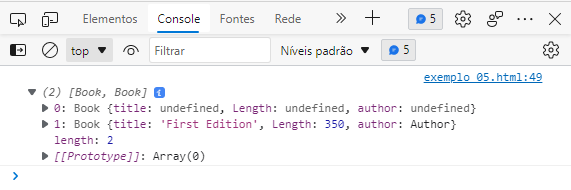 Elementos Console Fontes Rede 5
top Filtrar Níveis padrão 5
exemplo 05.html:49
(2) [Book, Book] i
0: Book {title: undefined, Length: undefined, author: undefined}
1: Book {title: 'First Edition', Length: 350, author: Author}
length: 2
[[Prototype]]: Array(0)